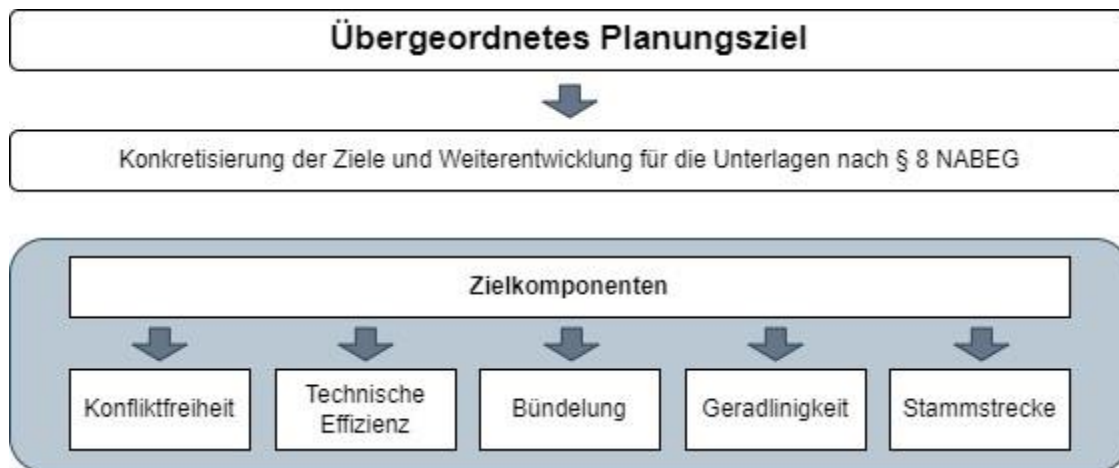 Übergeordnetes Planungsziel
Konkretisierung der Ziele und Weiterentwicklung für die Unterlagen nach § 8 NABEG
Zielkomponenten
Konfliktfreiheit
Technische
Effizienz
Bündelung
Geradlinigkeit
Stammstrecke